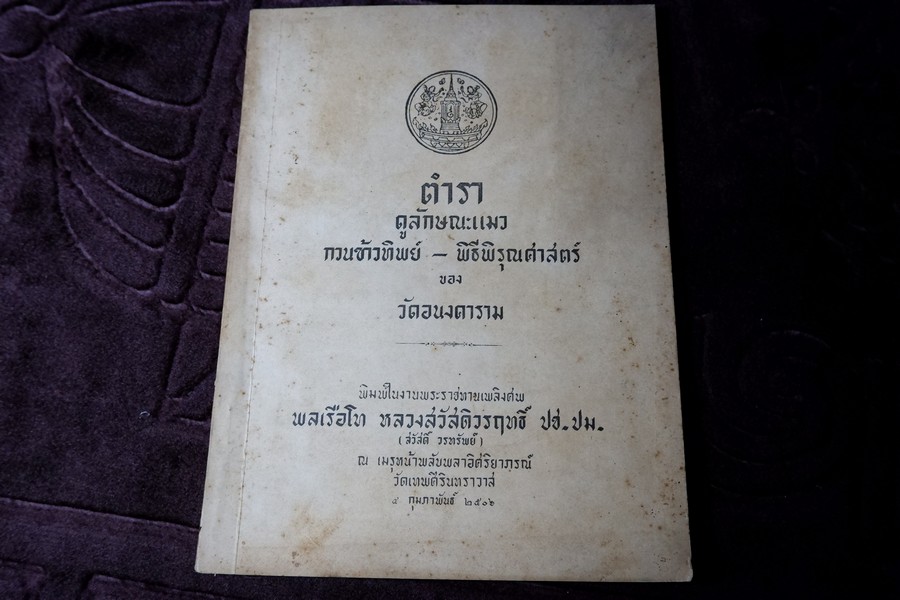 ตำรา
ดูลักษณะแมว
กวนข้าวทิพย์ – พิธีพิรุณศาสตร์
ของ
วัดอนงคาราม
พิมพ์ในงานพระราชทานเพลิงศพ
พลเรือโท หลวงสวัสดิวรฤทธิ์ ปช.ปม.
(สวัสดิ์ วรทรัพย์)
ณ เมรุหน้าพลับพลาอิศริยาภรณ์
วัดเทพศิรินทราวาส
๔ กุมภาพันธ์ ๒๕๐๖